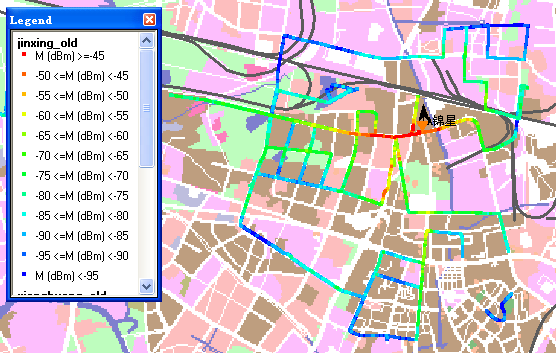 Legend
jinxing_old
M (dBm) >=-45
-50 <=M (dBm) <-45
-55 <=M (dBm) <-50
-60 <=M (dBm) <-55
-65 <=M (dBm) <-60
-70 <=M (dBm) <-65
-75 <=M (dBm) <-70
-80 <=M (dBm) <-75
-85 <=M (dBm) <-80
-90 <=M (dBm) <-85
-95 <=M (dBm) <-90
M (dBm) <-95
锦星